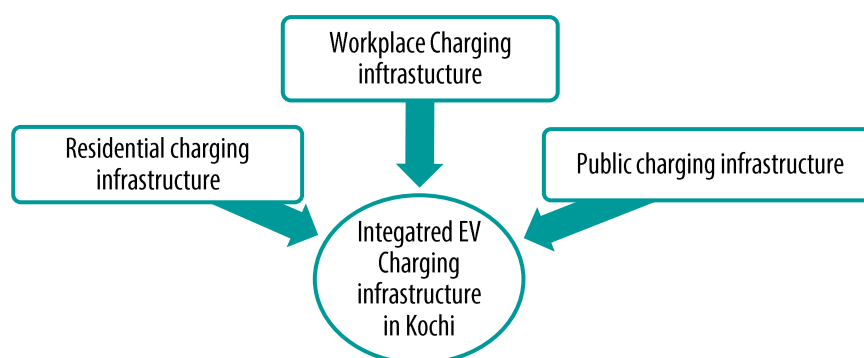 Workplace Charging
inftrastucture
Residential charging
infrastructure
Public charging infrastructure
Integatred EV
Charging
infrastructure
in Kochi